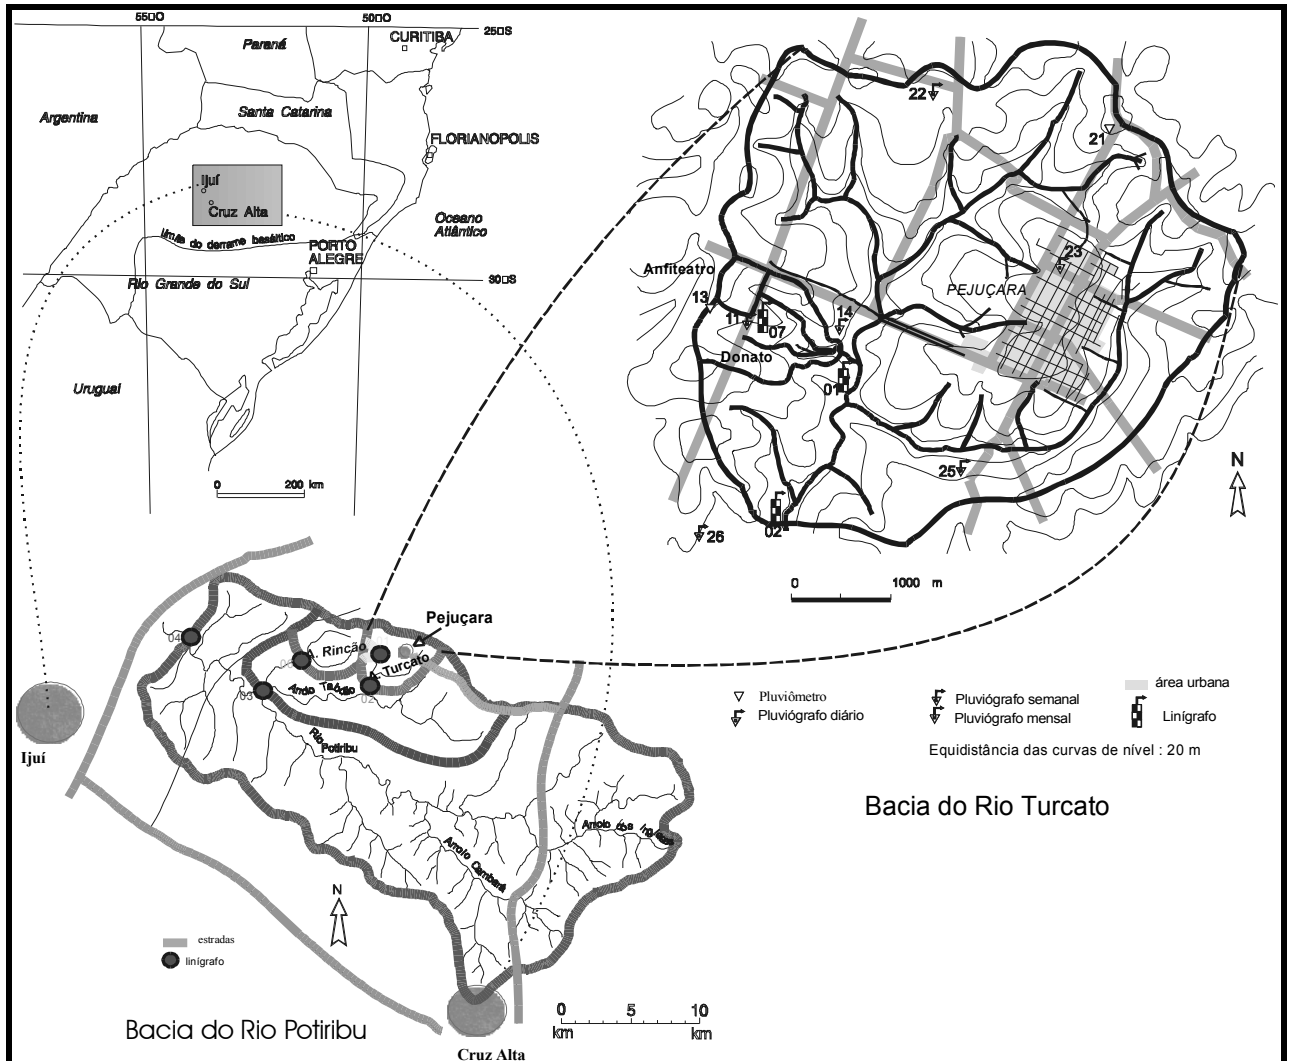 55□O
50□O
25□S
CURITIBA
Paraná
Santa Catarina
Argentina
FLORIANOPOLIS
Ijuí
Cruz Alta
Oceano
Atlântico
Limite do derrame basáltico
PORTO
ALEGRE
30□S
Rio Grande do Sul
Uruguai
0 200 km
22
21
23
Anfiteatro
PEJUÇARA
13
11
07
14
Donato
01
25
N
02
26
0 1000 m
Pluviômetro
Pluviógrafo diário
Pluviógrafo semanal
Pluviógrafo mensal
área urbana
Linígrafo
Equidistância das curvas de nível : 20 m
Bacia do Rio Turcato
Pejuçara
04
A. Rincão
A. Turcato
03
02
Rio
Potiribu
Ijuí
Arroio Cambará
N
estradas
linígrafo
0 5 10
km km
Bacia do Rio Potiribu
Cruz Alta